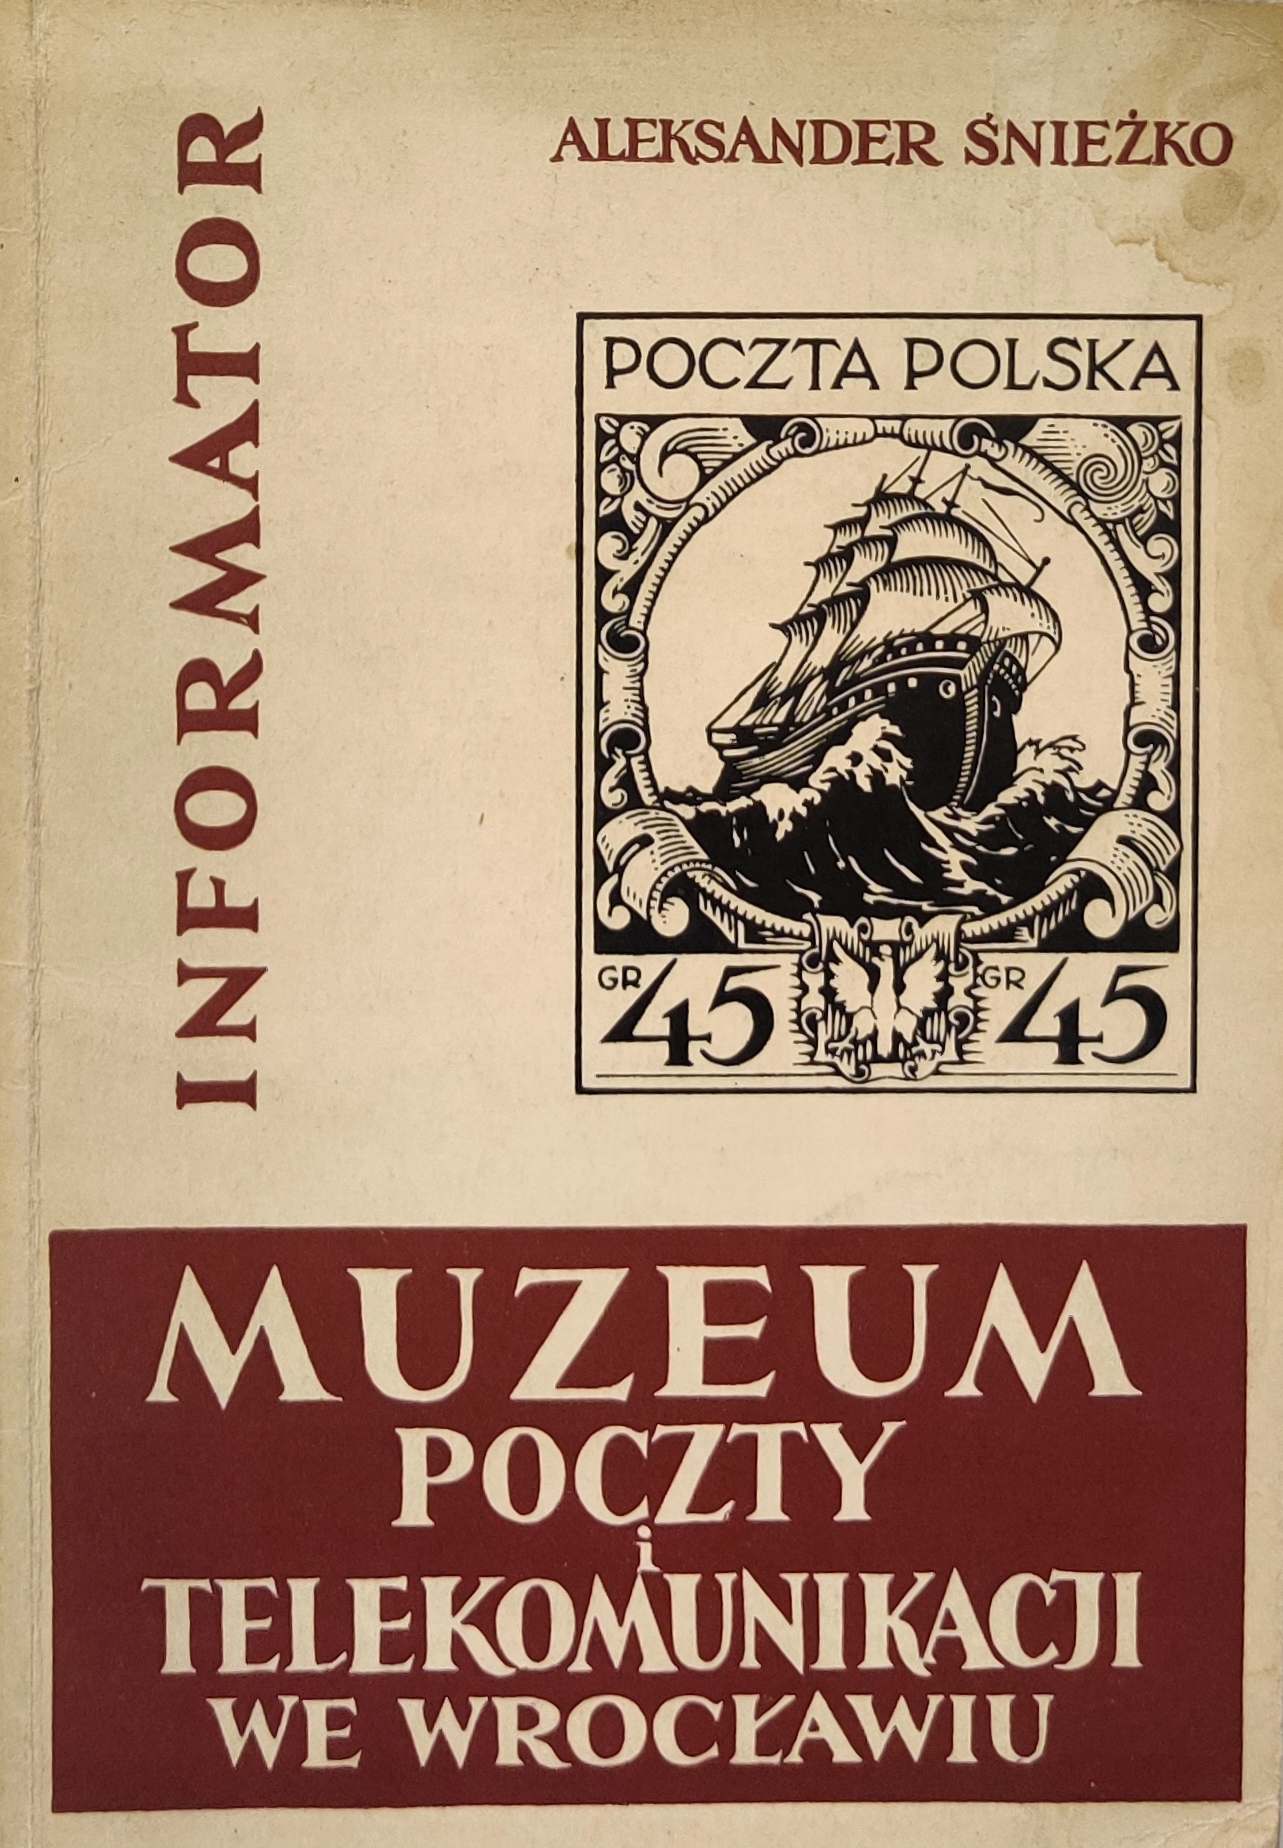 ALEKSANDER ŚNIEŻKO
INFORMATOR
POCZTA POLSKA
GR 45 GR 45
MUZEUM
POCZTY
i
TELEKOMUNIKACJI
WE WROCŁAWIU